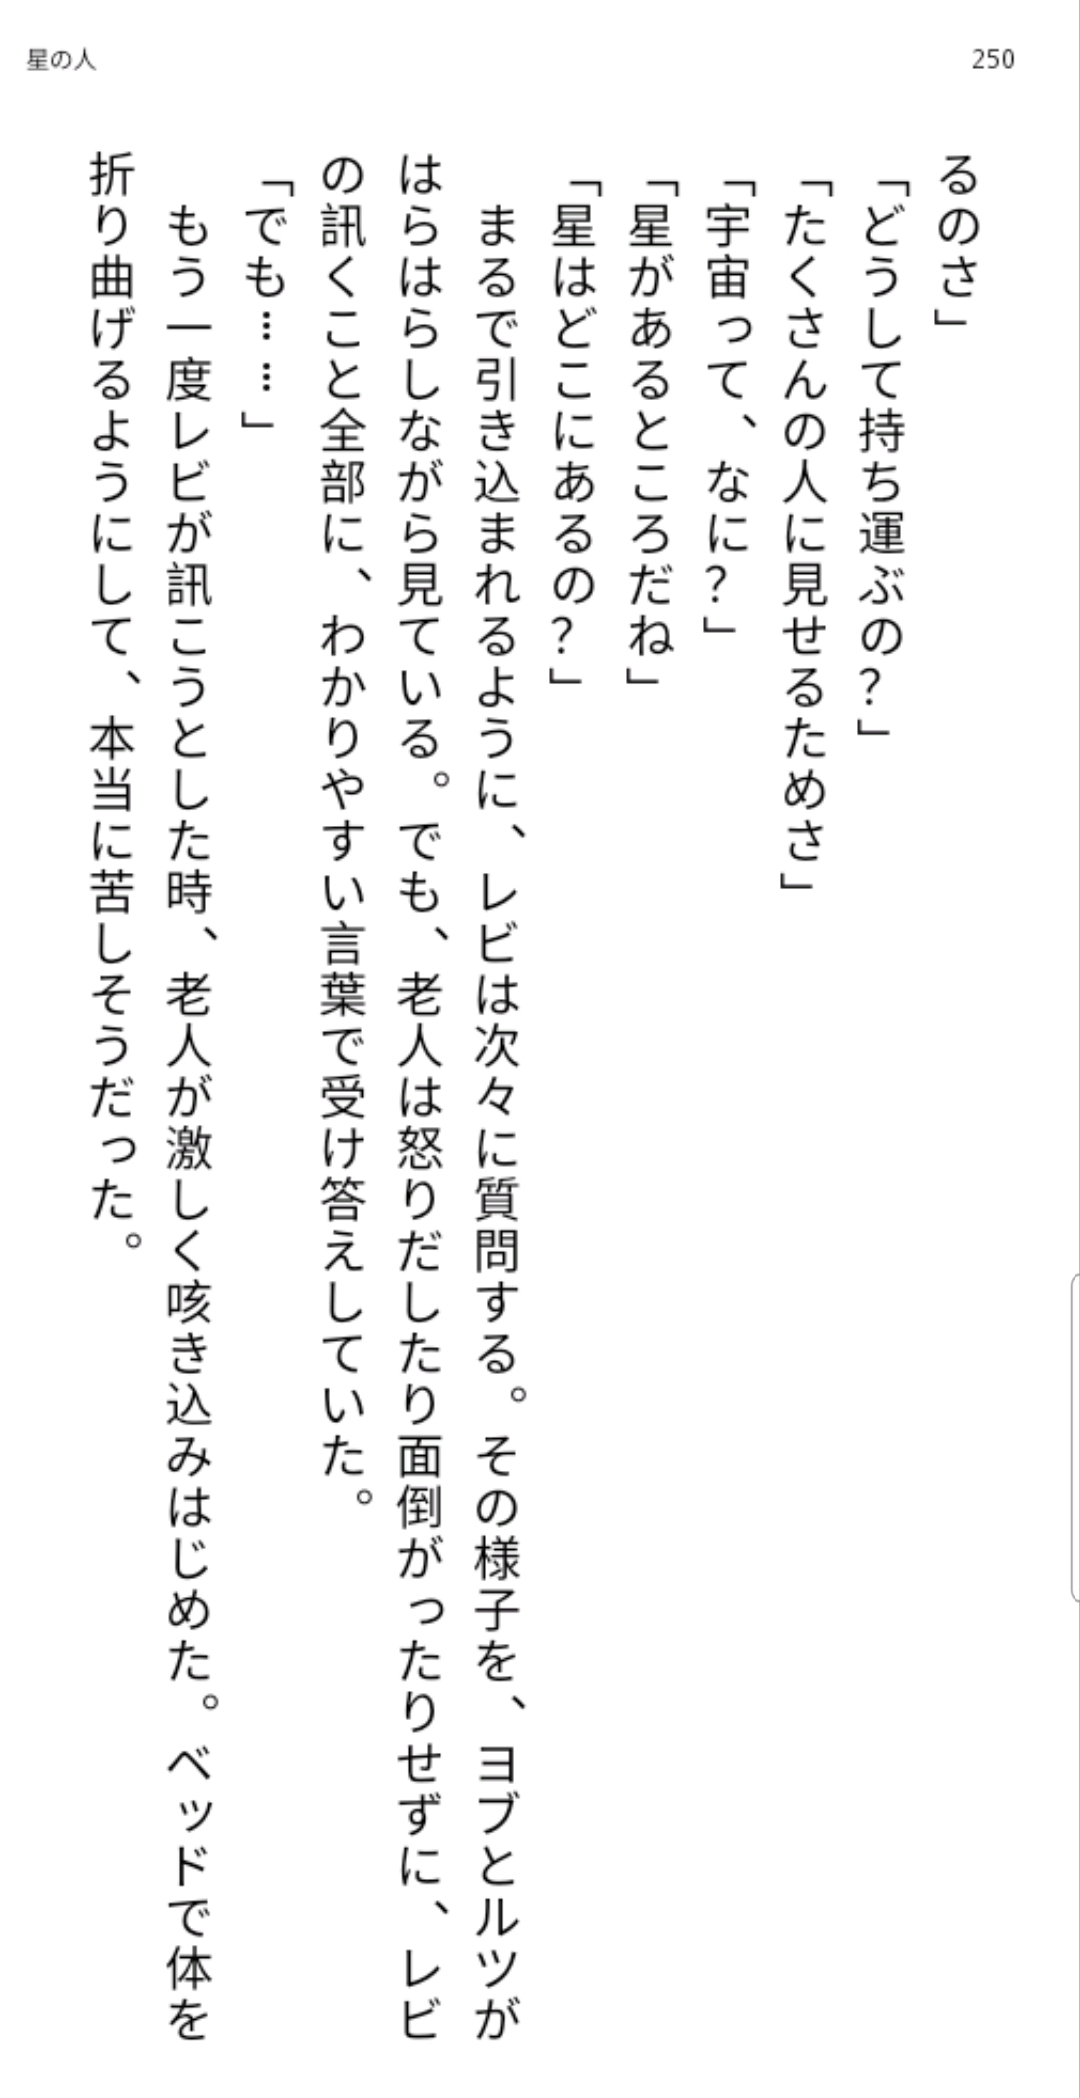 星の人
250
るのさ」
「どうして持ち運ぶの？」
「たくさんの人に見せるためさ」
「宇宙って、なに？」
「星があるところだね」
「星はどこにあるの？」
　まるで引き込まれるように、レビは次々に質問する。その様子を、ヨブとルツが
はらはらしながら見ている。でも、老人は怒りだしたり面倒がったりせずに、レビ
の訊くこと全部に、わかりやすい言葉で受け答えしていた。
「でも……」
　もう一度レビが訊こうとした時、老人が激しく咳き込みはじめた。ベッドで体を
折り曲げるようにして、本当に苦しそうだった。